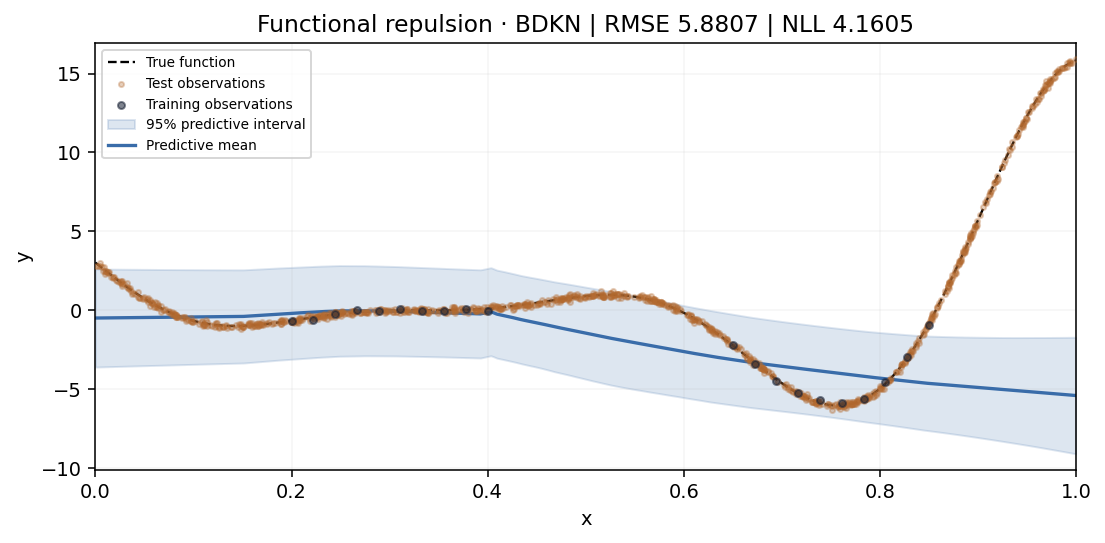 Functional repulsion · BDKN | RMSE 5.8807 | NLL 4.1605
True function
Test observations
Training observations
95% predictive interval
Predictive mean
y
15
10
5
0
−5
−10
0.0 0.2 0.4 0.6 0.8 1.0
x